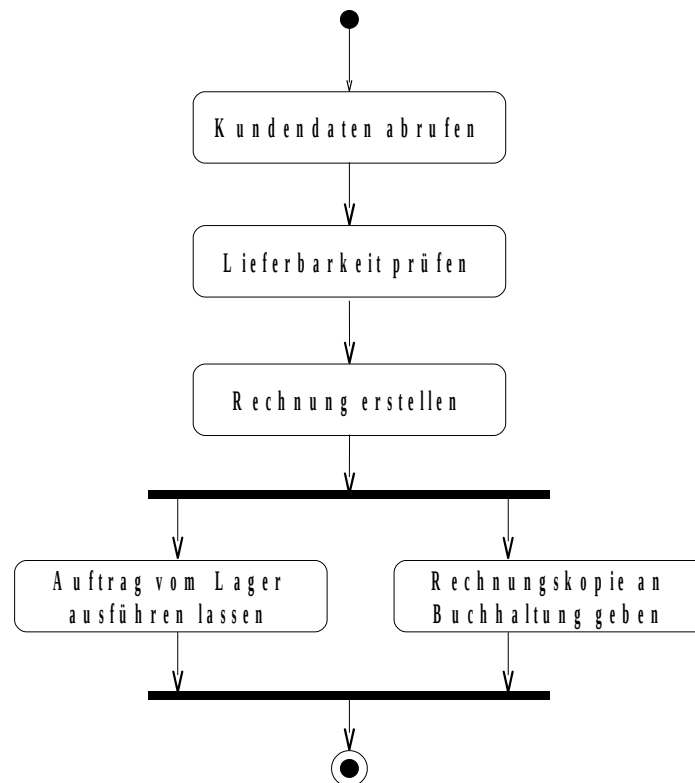 Kundendaten abrufen
Lieferbarkeit prüfen
Rechnung erstellen
Auftrag vom Lager
ausführen lassen
Rechnungskopie an
Buchhaltung geben